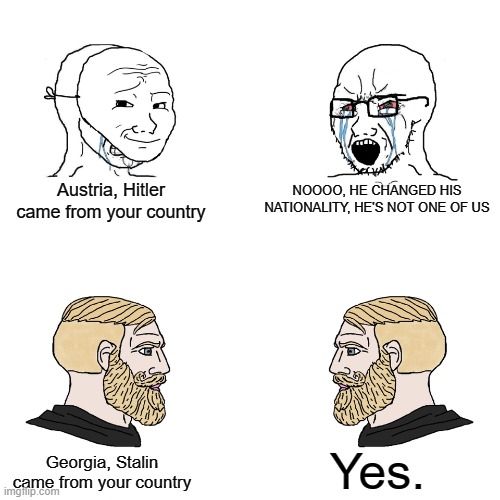 Austria, Hitler
came from your country
NOOOO, HE CHANGED HIS
NATIONALITY, HE'S NOT ONE OF US
Georgia, Stalin
came from your country
Yes.
imgflip.com